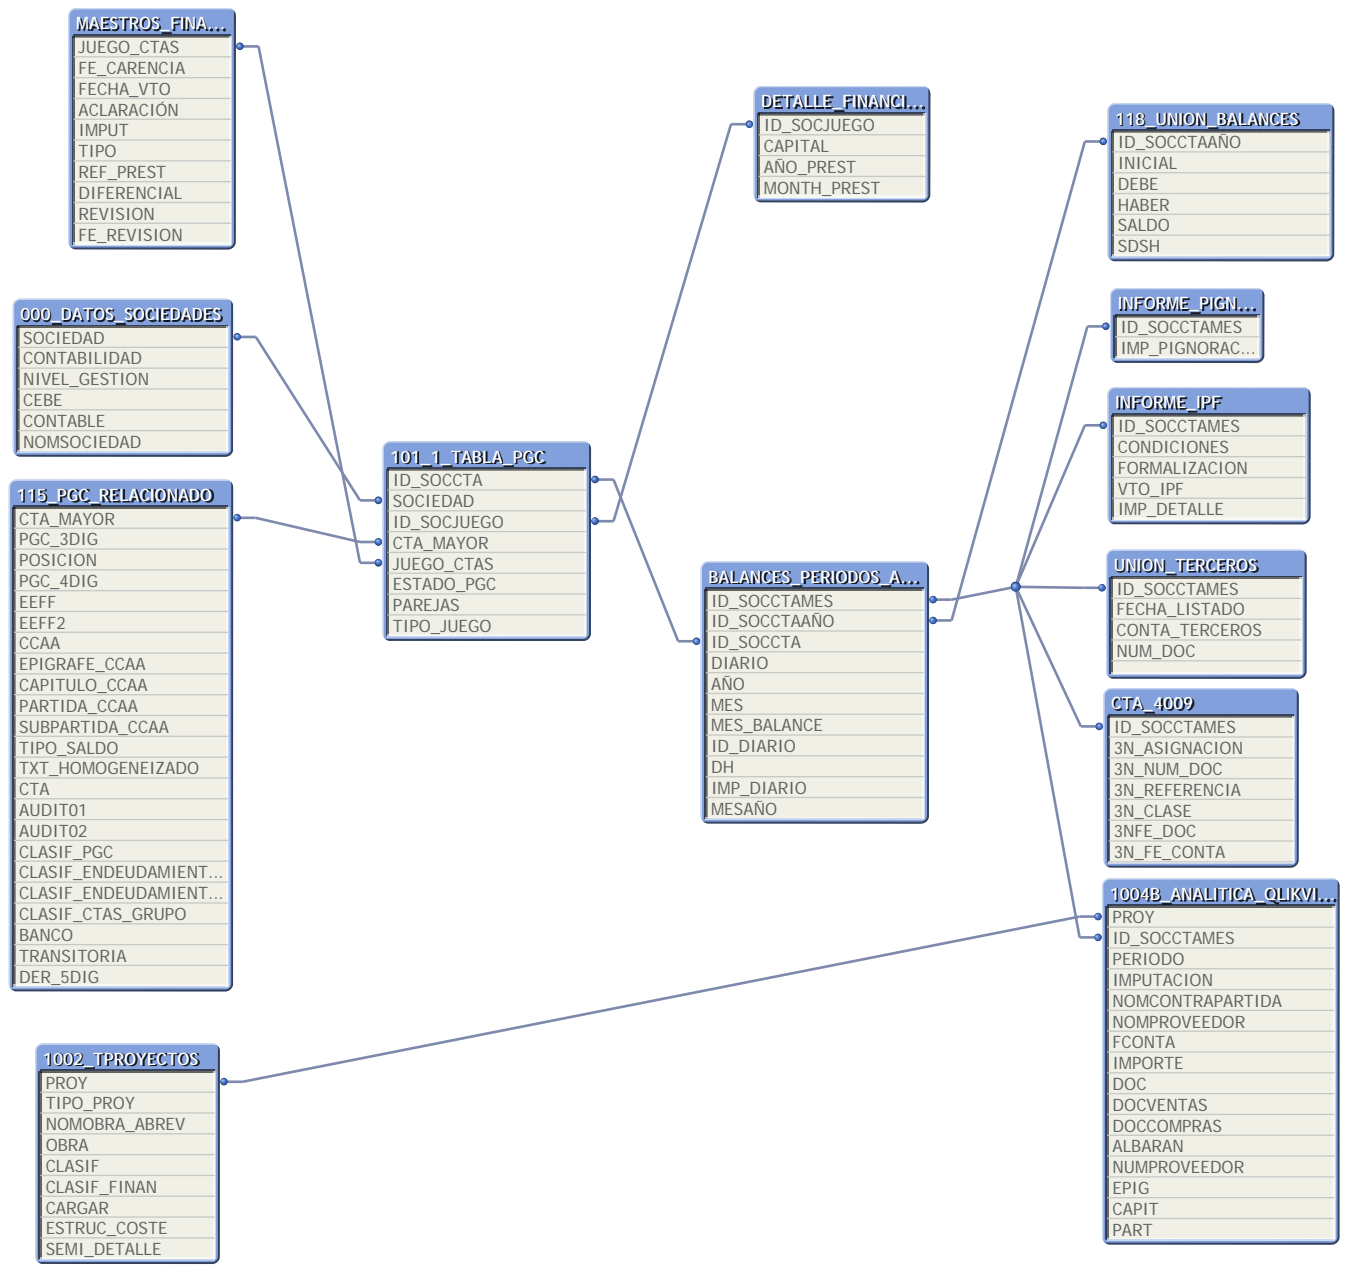 MAESTROS_FINA...
JUEGO_CTAS
FE_CARENCIA
FECHA_VTO
ACLARACIÓN
IMPUT
TIPO
REF_PREST
DIFERENCIAL
REVISION
FE_REVISION
000_DATOS_SOCIEDADES
SOCIEDAD
CONTABILIDAD
NIVEL_GESTION
CEBE
CONTABLE
NOMSOCIEDAD
115_PGC_RELACIONADO
CTA_MAYOR
PGC_3DIG
POSICION
PGC_4DIG
EEFF
EEFF2
CCAA
EPIGRAFE_CCAA
CAPITULO_CCAA
PARTIDA_CCAA
SUBPARTIDA_CCAA
TIPO_SALDO
TXT_HOMOGENEIZADO
CTA
AUDIT01
AUDIT02
CLASIF_PGC
CLASIF_ENDEUDAMIENT...
CLASIF_ENDEUDAMIENT...
CLASIF_CTAS_GRUPO
BANCO
TRANSITORIA
DER_5DIG
1002_TPROYECTOS
PROY
TIPO_PROY
NOMOBRA_ABREV
OBRA
CLASIF
CLASIF_FINAN
CARGAR
ESTRUC_COSTE
SEMI_DETALLE
101_1_TABLA_PGC
ID_SOCCTA
SOCIEDAD
ID_SOCJUEGO
CTA_MAYOR
JUEGO_CTAS
ESTADO_PGC
PAREJAS
TIPO_JUEGO
DETALLE_FINANCI...
ID_SOCJUEGO
CAPITAL
AÑO_PREST
MONTH_PREST
BALANCES_PERIODOS_A...
ID_SOCCTAMES
ID_SOCCTAAÑO
ID_SOCCTA
DIARIO
AÑO
MES
MES_BALANCE
ID_DIARIO
DH
IMP_DIARIO
MESAÑO
118_UNION_BALANCES
ID_SOCCTAAÑO
INICIAL
DEBE
HABER
SALDO
SDSH
INFORME_PIGN...
ID_SOCCTAMES
IMP_PIGNORAC...
INFORME_IPF
ID_SOCCTAMES
CONDICIONES
FORMALIZACION
VTO_IPF
IMP_DETALLE
UNION_TERCEROS
ID_SOCCTAMES
FECHA_LISTADO
CONTA_TERCEROS
NUM_DOC
CTA_4009
ID_SOCCTAMES
3N_ASIGNACION
3N_NUM_DOC
3N_REFERENCIA
3N_CLASE
3NFE_DOC
3N_FE_CONTA
1004B_ANALITICA_QLIKVI...
PROY
ID_SOCCTAMES
PERIODO
IMPUTACION
NOMCONTRAPARTIDA
NOMPROVEEDOR
FCONTA
IMPORTE
DOC
DOCVENTAS
DOCCOMPRAS
ALBARAN
NUMPROVEEDOR
EPIG
CAPIT
PART